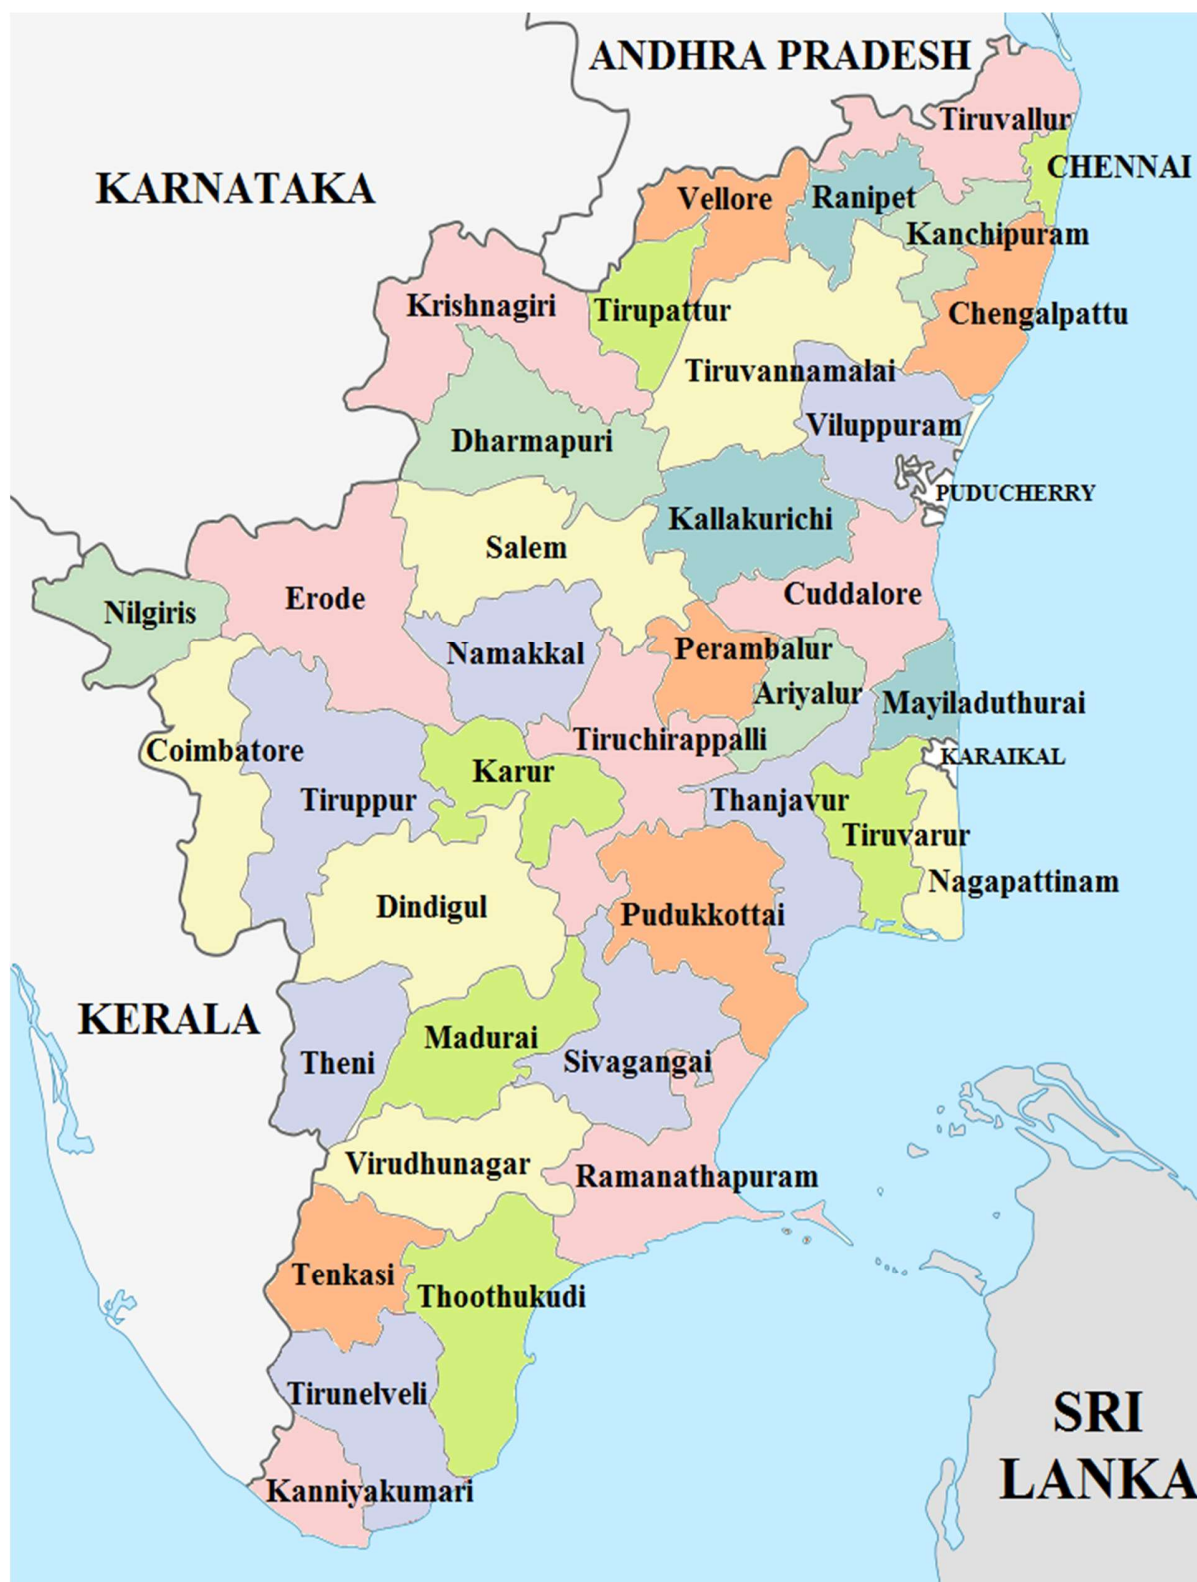 ANDHRA PRADESH
Tiruvallur
CHENNAI
KARNATAKA
Vellore
Ranipet
Kanchipuram
Krishnagiri
Tirupattur
Chengalpattu
Tiruvannamalai
Viluppuram
Dharmapuri
PUDUCHERRY
Kallakurichi
Salem
Cuddalore
Erode
Nilgiris
Namakkal
Perambalur
Ariyalur
Mayiladuthurai
Tiruchirappalli
Coimbatore
KARAIKAL
Karur
Tiruppur
Thanjavur
Tiruvarur
Nagapattinam
Dindigul
Pudukkottai
KERALA
Madurai
Theni
Sivagangai
Virudhunagar
Ramanathapuram
Tenkasi
Thoothukudi
Tirunelveli
SRI
LANKA
Kanniyakumari